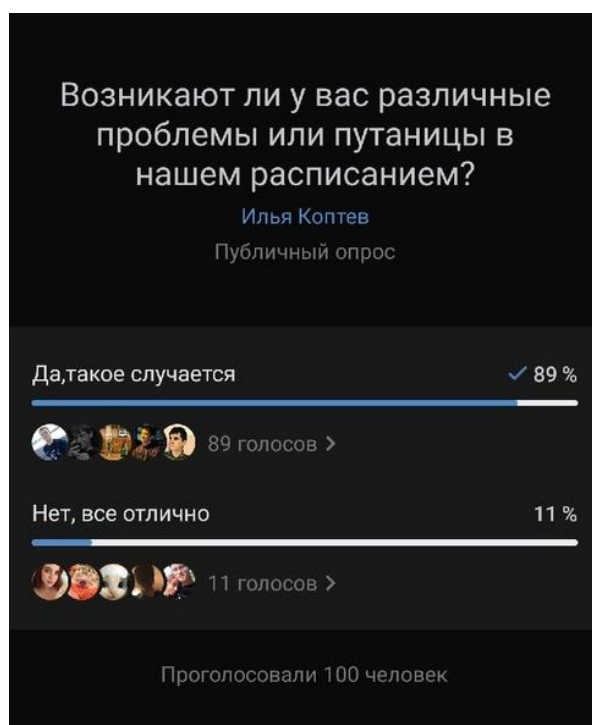 Возникают ли у вас различные
проблемы или путаницы в
нашем расписанием?
Илья Коптев
Публичный опрос
Да,такое случается 89 %
89 голосов
Нет, все отлично 11 %
11 голосов
Проголосовали 100 человек